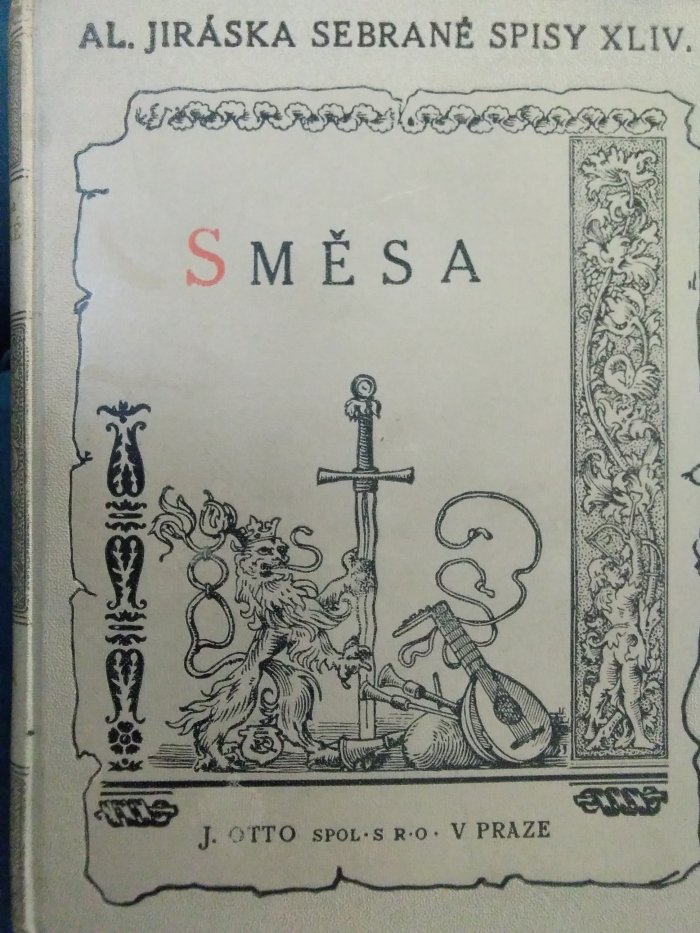 AL. JIRÁSKA SEBRANÉ SPISY XLIV.
SMĚSA
J. OTTO SPOL·S R·O· V PRAZE